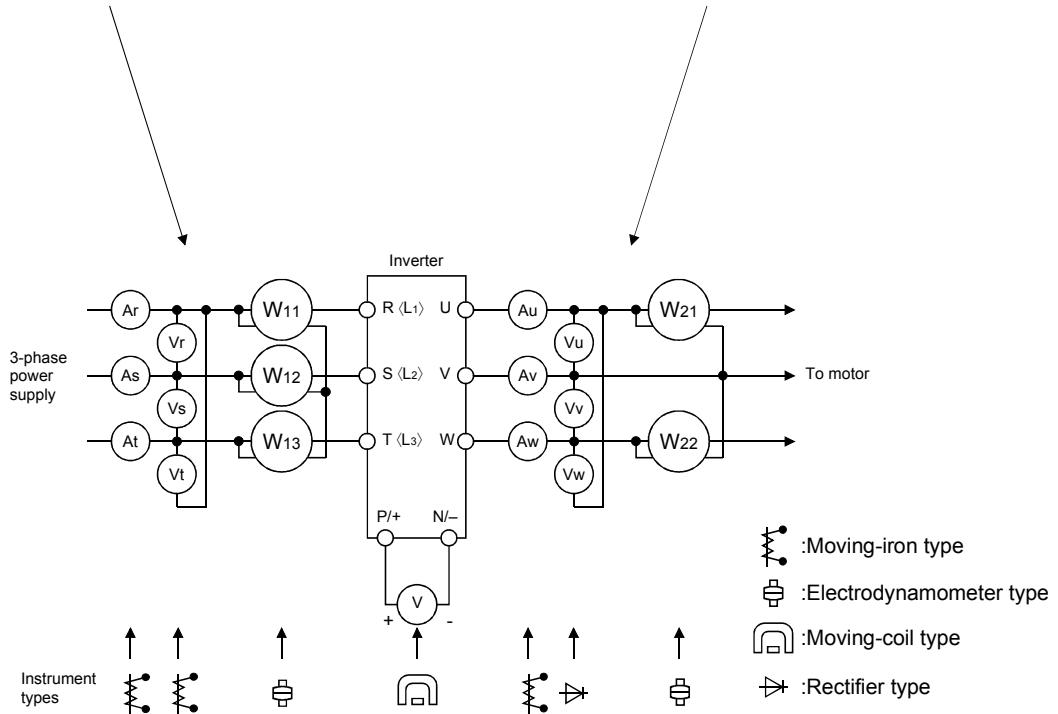 Inverter
Ar
W11
R ⟨L1⟩
U
Au
W21
Vr
Vu
3-phase
power
supply
As
W12
S ⟨L2⟩
V
Av
To motor
Vs
Vv
At
W13
T ⟨L3⟩
W
Aw
W22
Vt
Vw
P/+
N/–
V
+
-
:Moving-iron type
:Electrodynamometer type
:Moving-coil type
:Rectifier type
Instrument
types